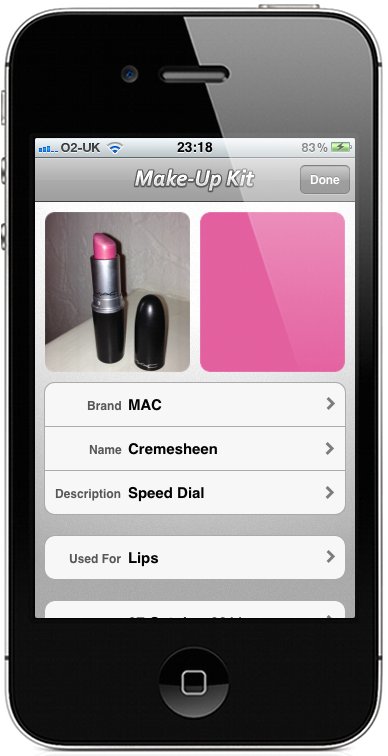 O2-UK 23:18 83%
Make-Up Kit Done
Brand MAC
Name Cremesheen
Description Speed Dial
Used For Lips